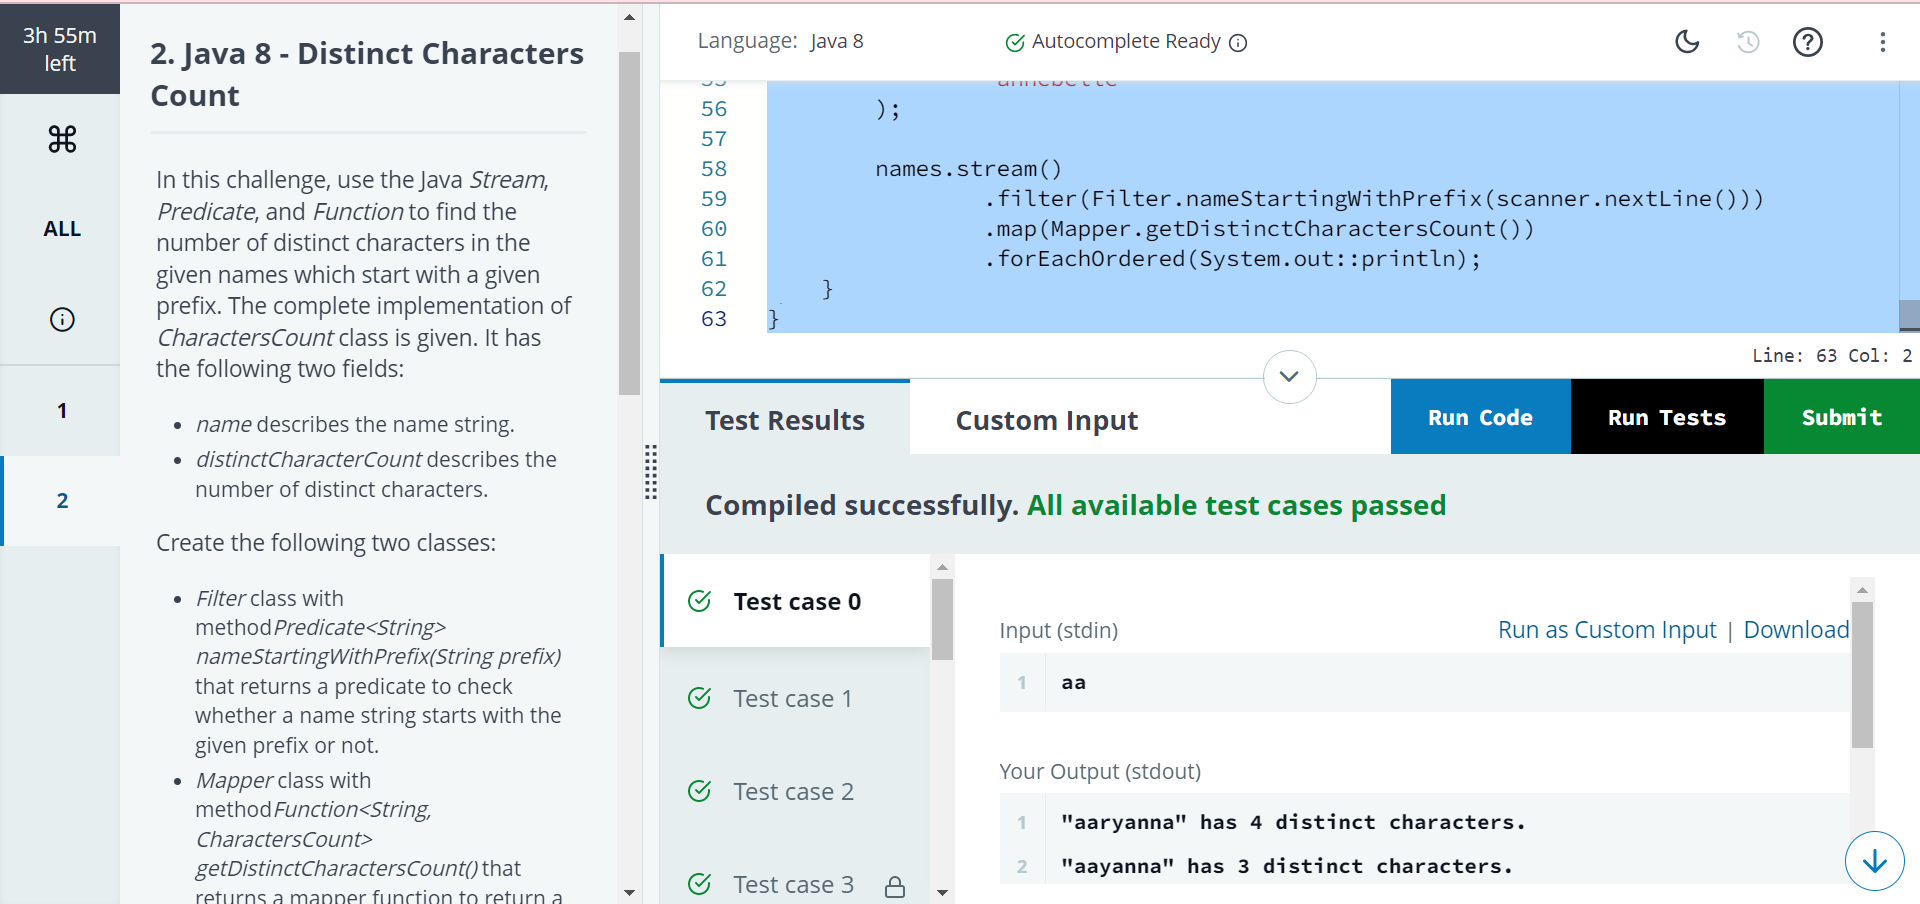 3h 55m
left
ALL
1
2
2. Java 8 - Distinct Characters
Count
In this challenge, use the Java Stream,
Predicate, and Function to find the
number of distinct characters in the
given names which start with a given
prefix. The complete implementation of
CharactersCount class is given. It has
the following two fields:
• name describes the name string.
• distinctCharacterCount describes the
number of distinct characters.
Create the following two classes:
• Filter class with
methodPredicate<String>
nameStartingWithPrefix(String prefix)
that returns a predicate to check
whether a name string starts with the
given prefix or not.
• Mapper class with
methodFunction<String,
CharactersCount>
getDistinctCharactersCount() that
returns a mapper function to return a
Language: Java 8
Autocomplete Ready
55 annebelle
56 );
57
58 names.stream()
59 .filter(Filter.nameStartingWithPrefix(scanner.nextLine()))
60 .map(Mapper.getDistinctCharactersCount())
61 .forEachOrdered(System.out::println);
62 }
63 }
Line: 63 Col: 2
Test Results
Custom Input
Run Code
Run Tests
Submit
Compiled successfully. All available test cases passed
Test case 0
Test case 1
Test case 2
Test case 3
Input (stdin)
Run as Custom Input | Download
1 aa
Your Output (stdout)
1 "aaryanna" has 4 distinct characters.
2 "aayanna" has 3 distinct characters.